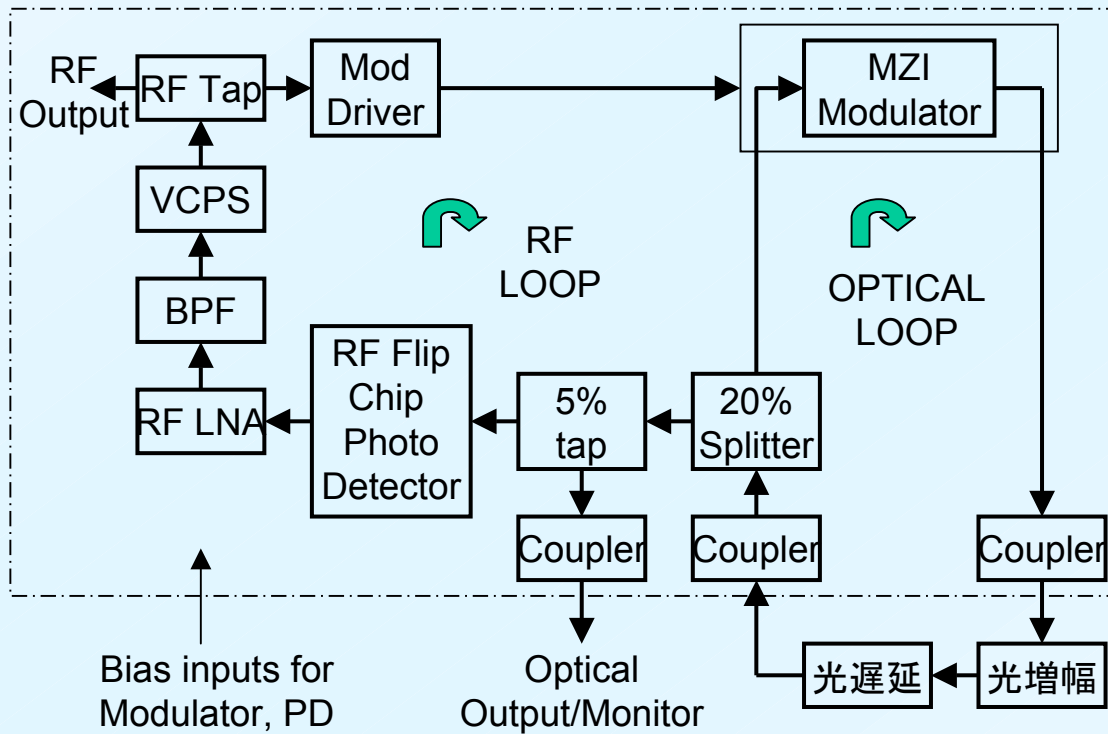 RF
Output
RF Tap
Mod
Driver
MZI
Modulator
VCPS
RF
LOOP
OPTICAL
LOOP
BPF
RF LNA
RF Flip
Chip
Photo
Detector
5%
tap
20%
Splitter
Coupler
Coupler
Coupler
Bias inputs for
Modulator, PD
Optical
Output/Monitor
光遅延
光増幅